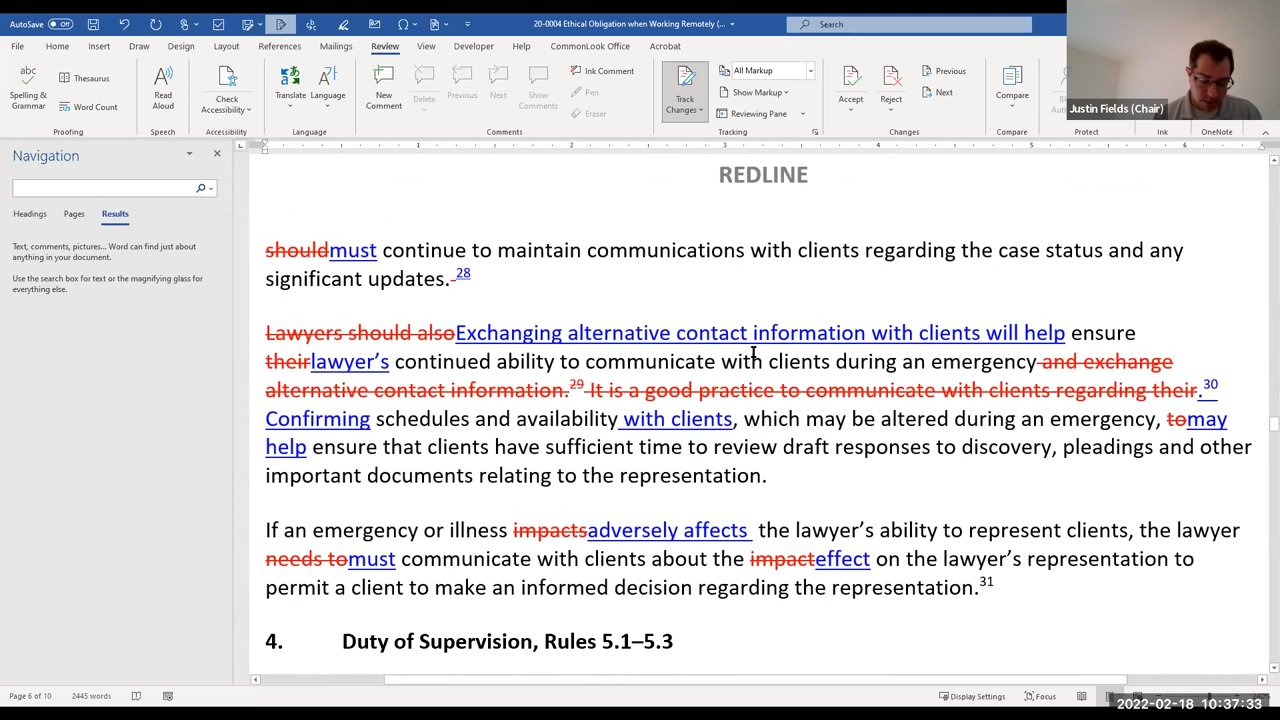 AutoSave Off
20-0004 Ethical Obligation when Working Remotely (...
Search
File Home Insert Draw Design Layout References Mailings Review View Developer Help CommonLook Office Acrobat
abc
Spelling & Grammar
Thesaurus
Word Count
Proofing
Read Aloud
Speech
Check Accessibility
Accessibility
Translate
Language
Language
New Comment
Delete
Previous
Next
Show Comments
Ink Comment
Pen
Eraser
Comments
Track Changes
All Markup
Show Markup
Reviewing Pane
Tracking
Accept
Reject
Previous
Next
Changes
Compare
Compare
Protect
Ink
OneNote
Justin Fields (Chair)
Navigation
Headings Pages Results
Text, comments, pictures... Word can find just about anything in your document.
Use the search box for text or the magnifying glass for everything else.
1 2 3 4 5 6
REDLINE
shouldmust continue to maintain communications with clients regarding the case status and any
significant updates. 28
Lawyers should alsoExchanging alternative contact information with clients will help ensure
theirlawyer's continued ability to communicate with clients during an emergency and exchange
alternative contact information.29 It is a good practice to communicate with clients regarding their. 30
Confirming schedules and availability with clients, which may be altered during an emergency, tomay
help ensure that clients have sufficient time to review draft responses to discovery, pleadings and other
important documents relating to the representation.
If an emergency or illness impactsadversely affects the lawyer's ability to represent clients, the lawyer
needs tomust communicate with clients about the impacteffect on the lawyer's representation to
permit a client to make an informed decision regarding the representation.31
4. Duty of Supervision, Rules 5.1–5.3
Page 6 of 10 2445 words
Display Settings Focus
2022-02-18 10:37:33